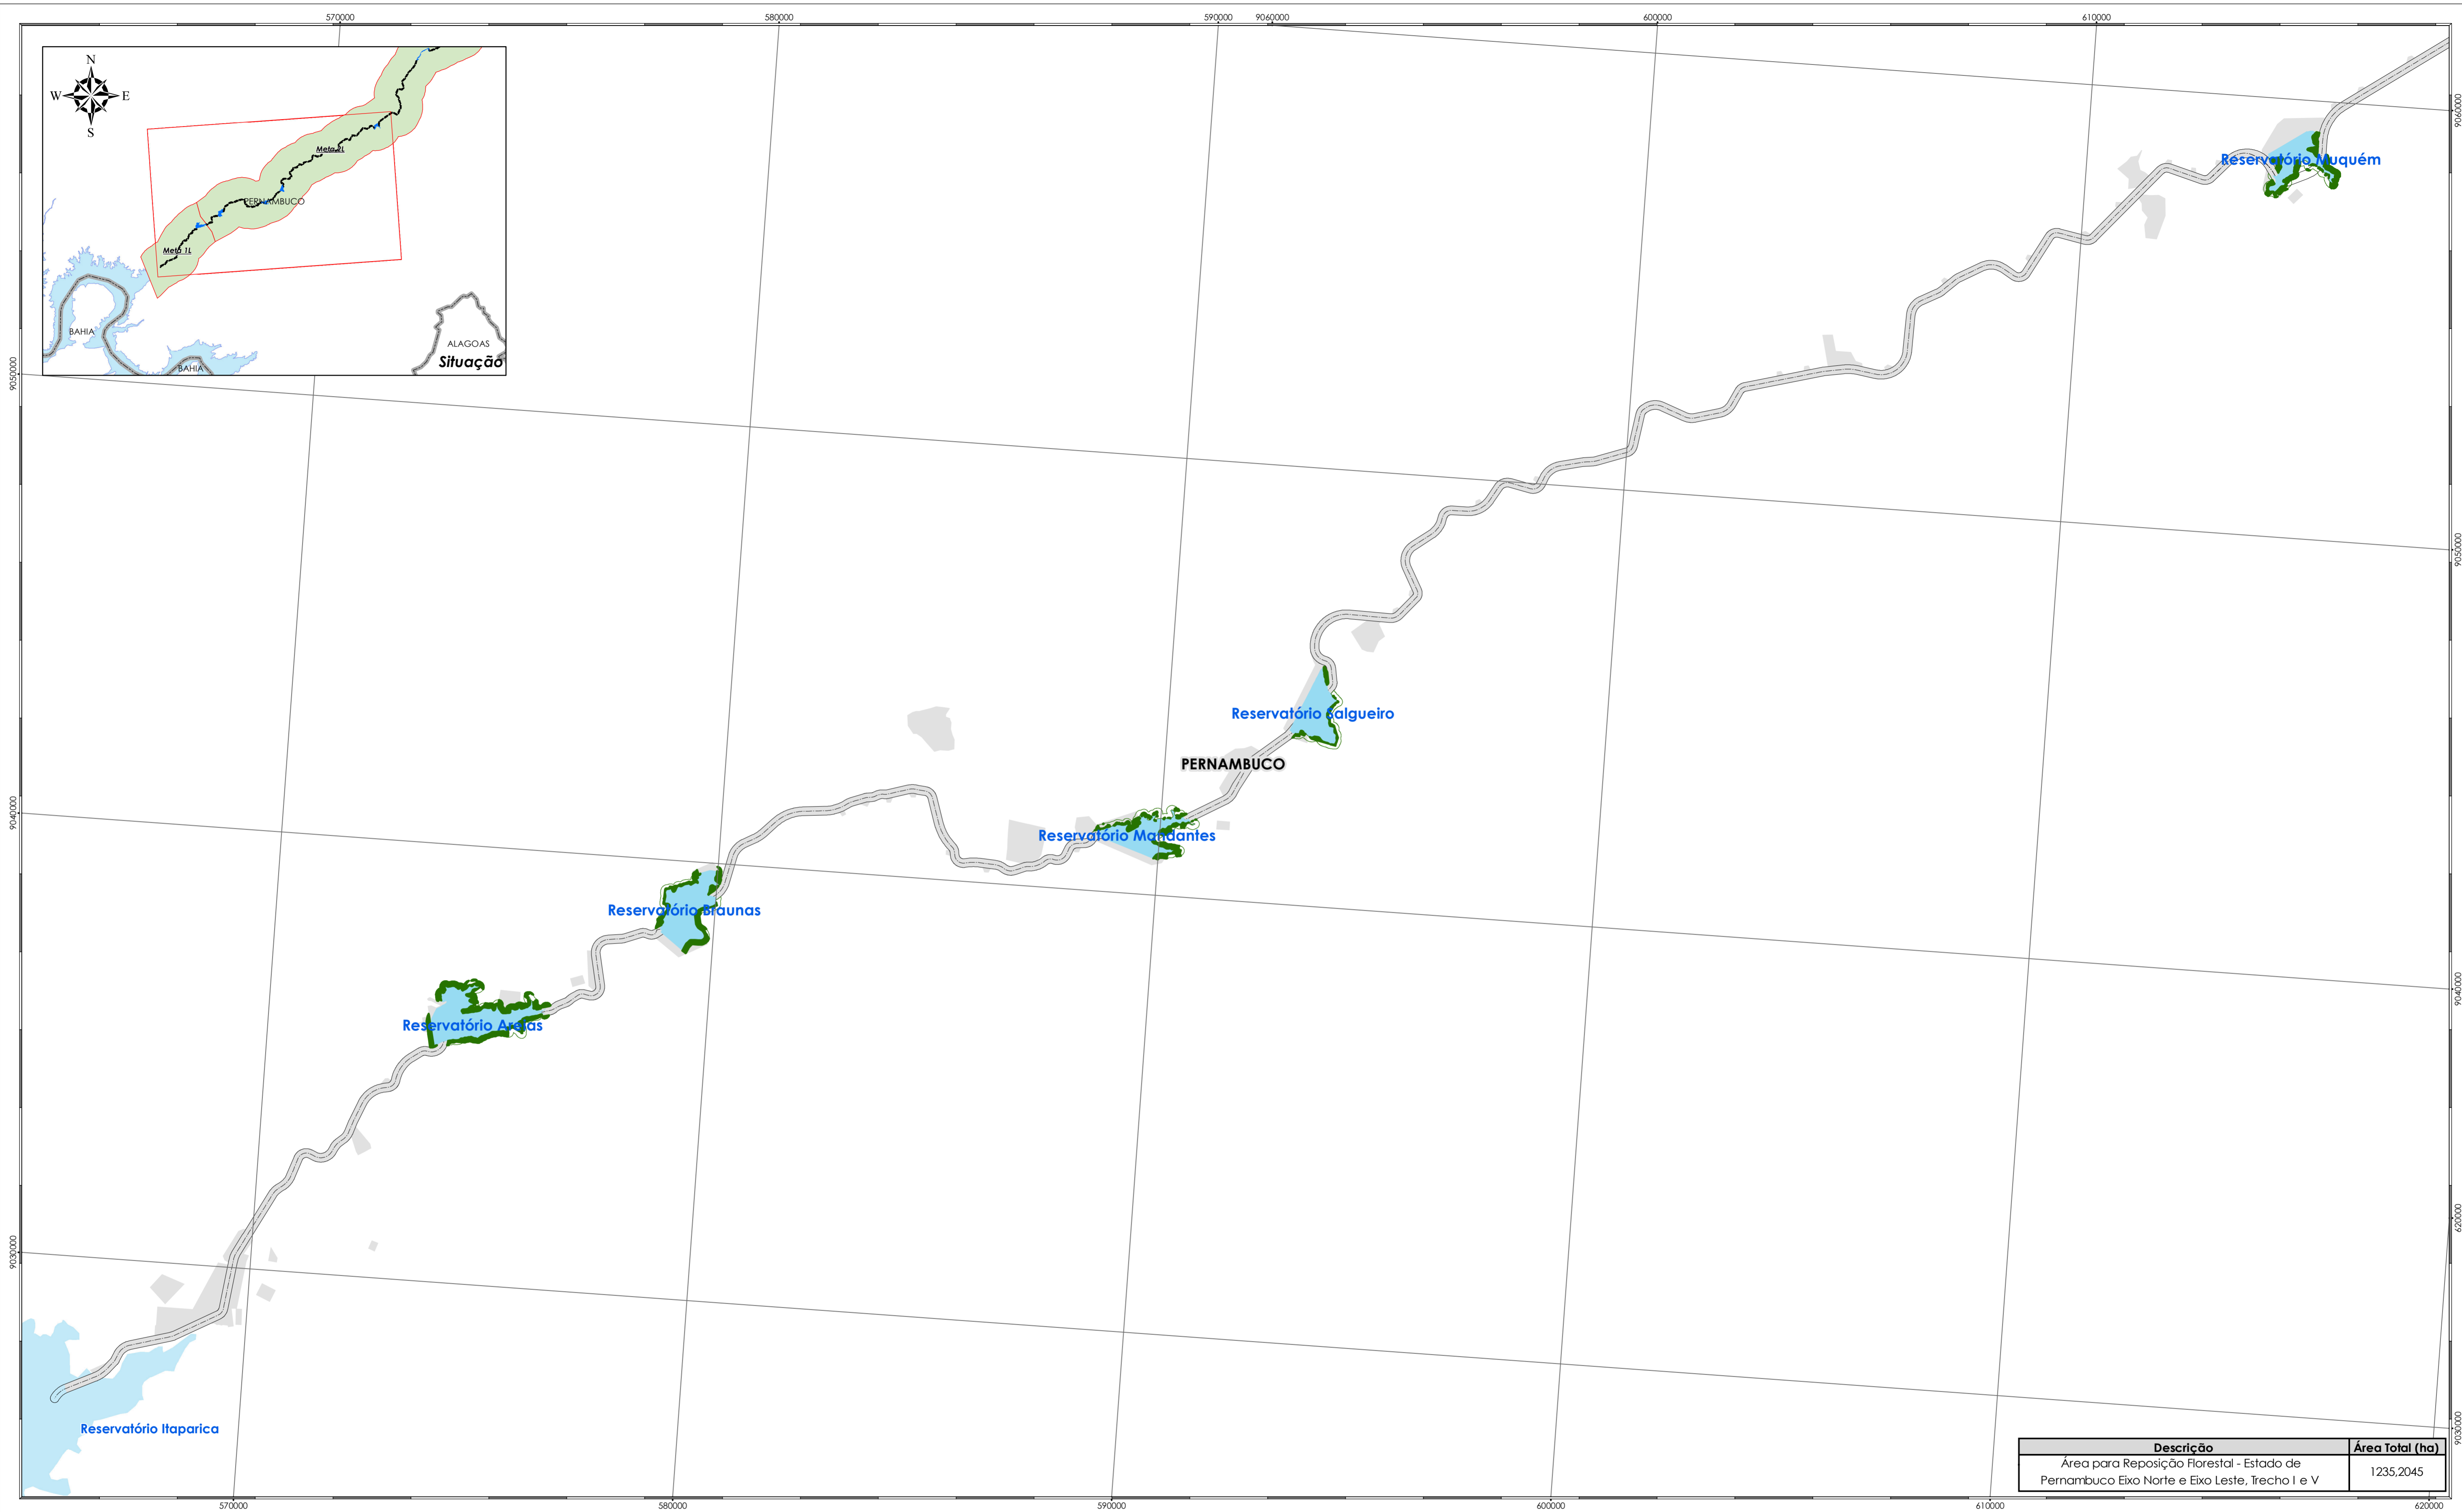 570000
580000
590000
9060000
600000
610000
N
W
E
S
Meta 2L
PERNAMBUCO
Meta 1L
BAHIA
BAHIA
ALAGOAS
Situação
9060000
Reservatório Muquém
9050000
9050000
Reservatório Salgueiro
PERNAMBUCO
9040000
Reservatório Mandantes
Reservatório Braunas
9040000
Reservatório Areias
620000
9030000
Reservatório Itaparica
9030000
Descrição
Área Total (ha)
Área para Reposição Florestal - Estado de
Pernambuco Eixo Norte e Eixo Leste, Trecho I e V
1235,2045
570000
580000
590000
600000
610000
620000